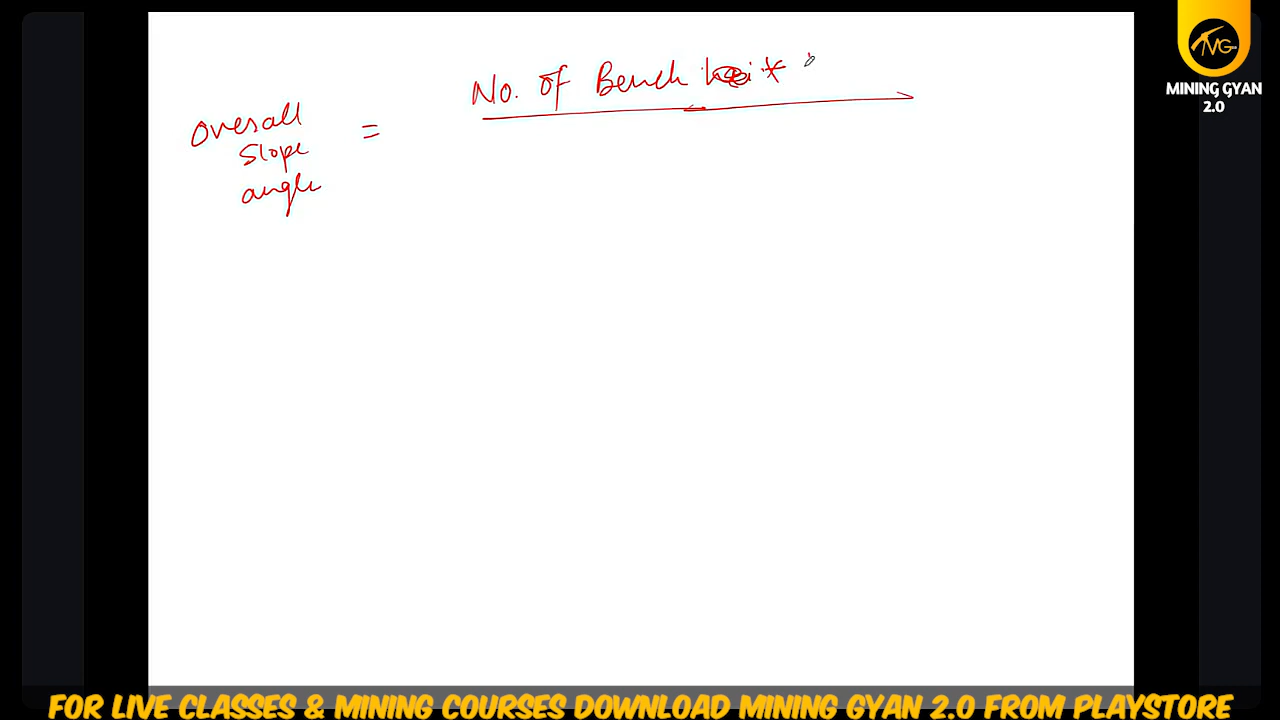 No. of Bench *
Overall
slope
angle
=
MG
MINING GYAN
2.0
FOR LIVE CLASSES & MINING COURSES DOWNLOAD MINING GYAN 2.0 FROM PLAYSTORE